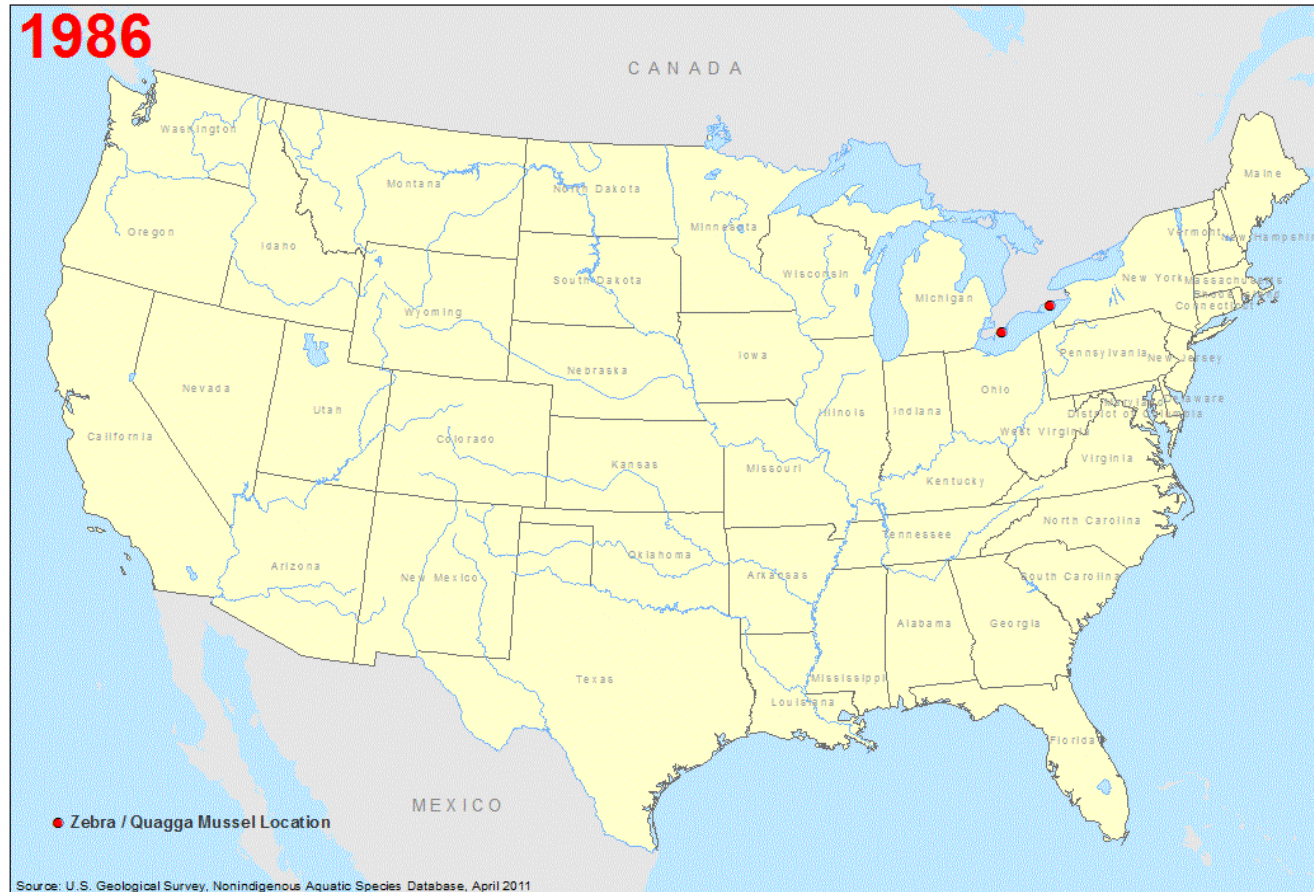 1986
CANADA
Washington
Maine
Montana
North Dakota
Minnesota
Vermont
New Hampshire
Oregon
Idaho
South Dakota
Wisconsin
Michigan
New York
Massachusetts
Rhode Island
Connecticut
Wyoming
Iowa
Pennsylvania
New Jersey
Nebraska
Nevada
Utah
Illinois
Indiana
Ohio
Maryland
Delaware
District of Columbia
California
Colorado
West Virginia
Kansas
Missouri
Virginia
Kentucky
North Carolina
Tennessee
Oklahoma
Arizona
New Mexico
Arkansas
South Carolina
Alabama
Georgia
Texas
Mississippi
Louisiana
Florida
MEXICO
Zebra / Quagga Mussel Location
Source: U.S. Geological Survey, Nonindigenous Aquatic Species Database, April 2011